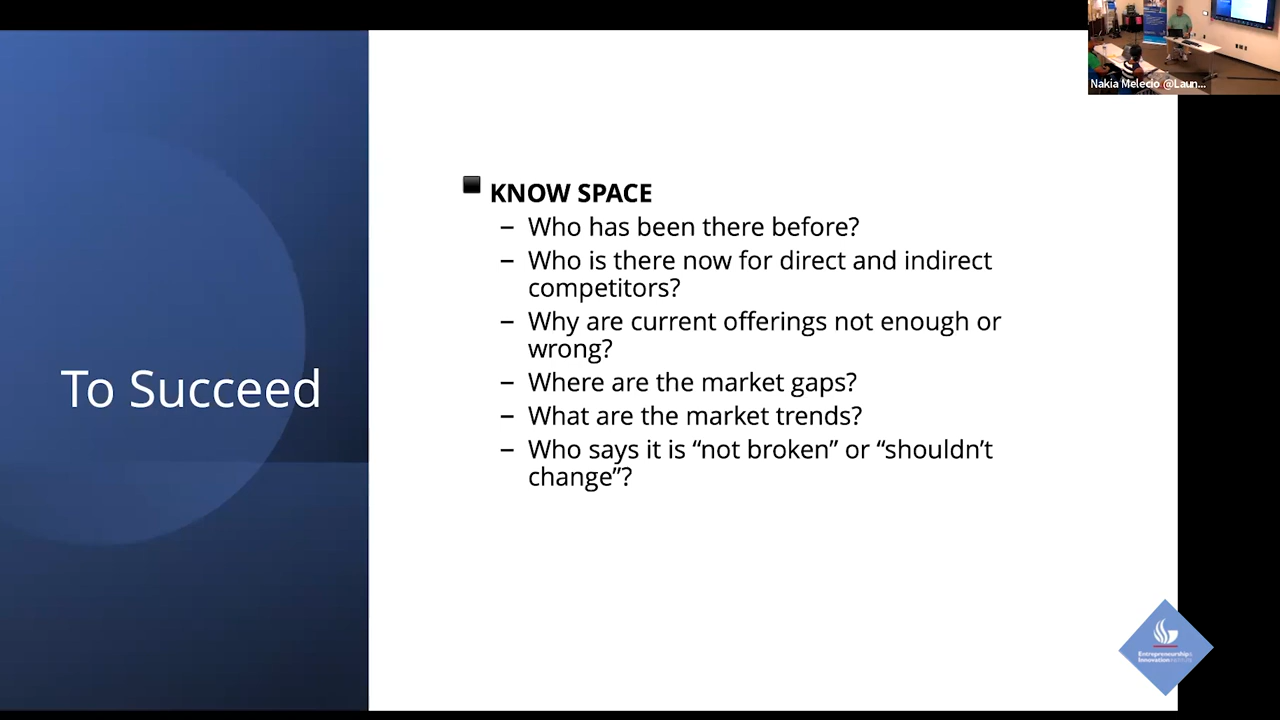 Nakia Melecio @Laun...
To Succeed
KNOW SPACE
– Who has been there before?
– Who is there now for direct and indirect
competitors?
– Why are current offerings not enough or
wrong?
– Where are the market gaps?
– What are the market trends?
– Who says it is “not broken” or “shouldn’t
change”?
Entrepreneurship&
Innovation